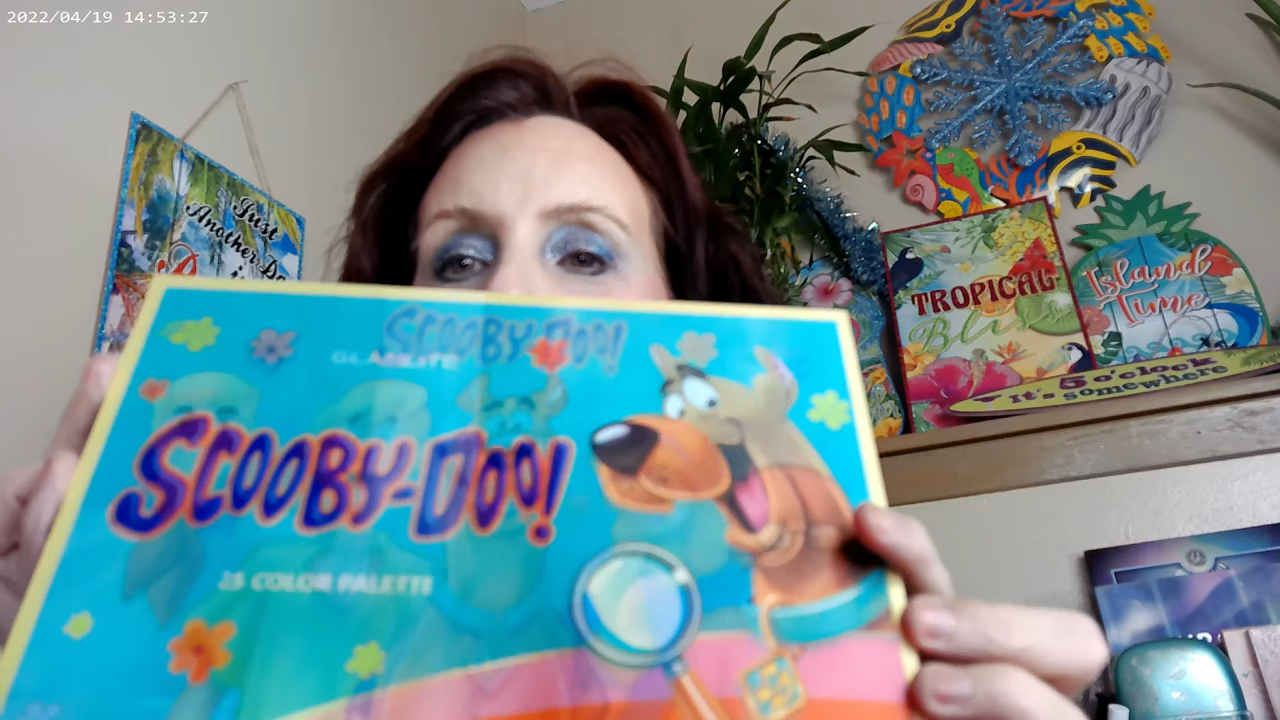 2022/04/19 14:53:27
Just
Another Da
TROPICAL
Bliss
Island
Time
5 o'clock
It's somewhere
SCOOBY-DOO!
GLAMLITE
SCOOBY-DOO!
25 COLOR PALETTE